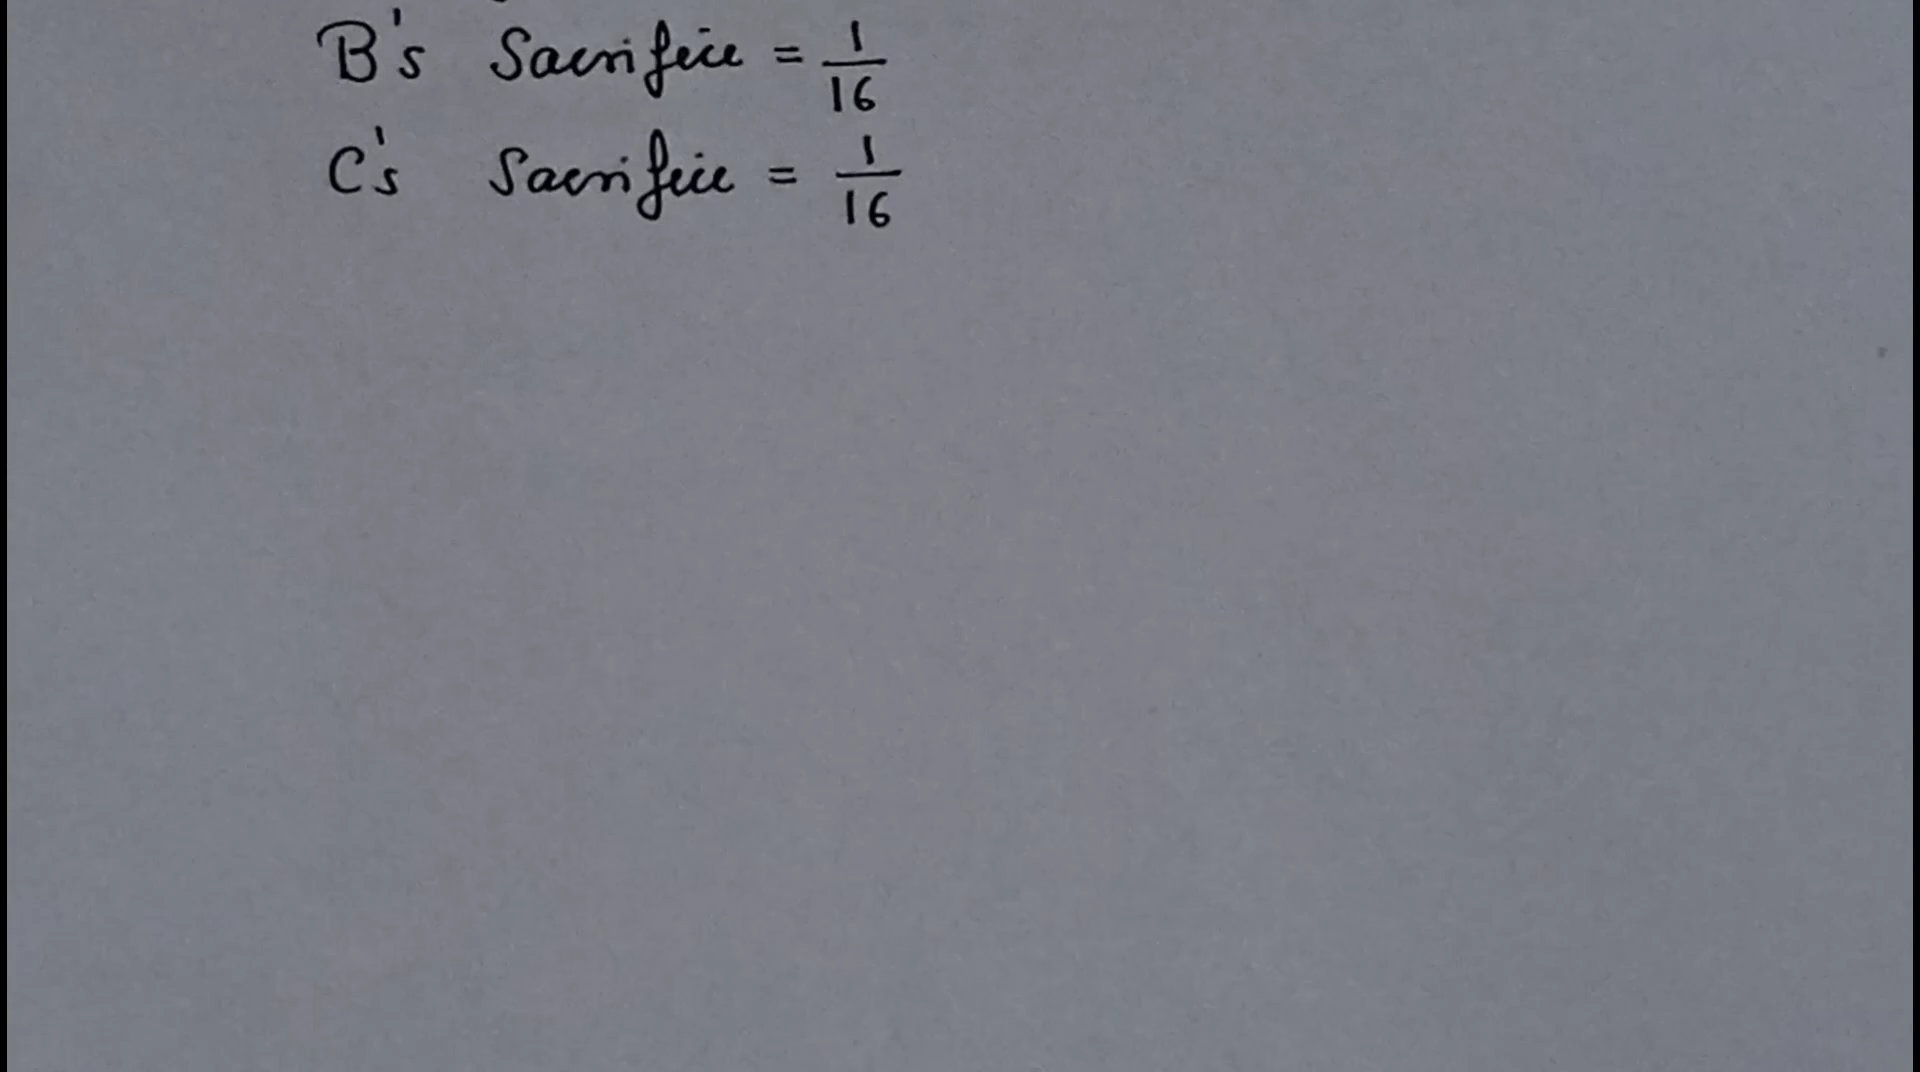 B's Sacrifice = 1/16
C's Sacrifice = 1/16